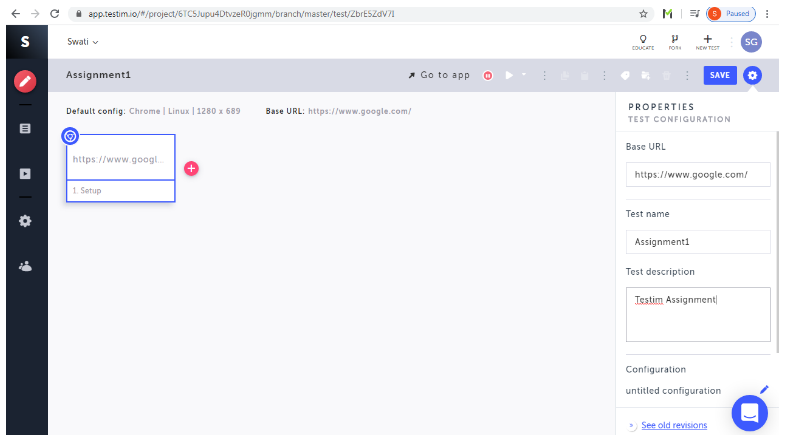 app.testim.io/#/project/6TC5Jupu4DtvzeR0jgmm/branch/master/test/ZbrE5ZdV7I
S
Paused
S
Swati
EDUCATE
FORK
NEW TEST
SG
Assignment1
Go to app
SAVE
Default config: Chrome | Linux | 1280 x 689
Base URL: https://www.google.com/
https://www.googl...
1. Setup
PROPERTIES
TEST CONFIGURATION
Base URL
https://www.google.com/
Test name
Assignment1
Test description
Testim Assignment
Configuration
untitled configuration
See old revisions